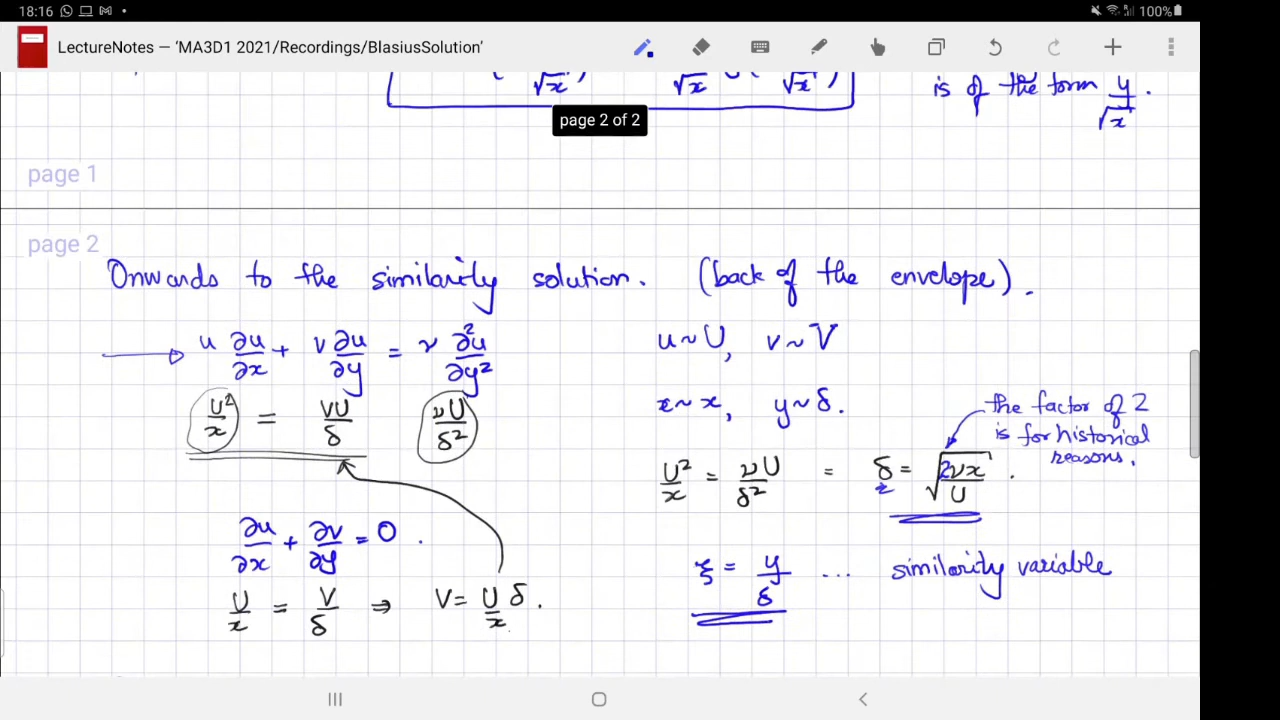 18:16 100%
LectureNotes — ‘MA3D1 2021/Recordings/BlasiusSolution’
√x √x √x is of the form y/√x .
page 2 of 2
page 1
page 2
Onwards to the similarity solution. (back of the envelope).
u ∂u/∂x + v ∂u/∂y = ν ∂²u/∂y² u ~ U, v ~ V
U²/x = VU/δ νU/δ² x ~ x, y ~ δ. the factor of 2
is for historical
reasons.
U²/x = νU/δ² = δ = √(2νx/U) .
∂u/∂x + ∂v/∂y = 0 .
ξ = y/δ ... similarity variable
U/x = V/δ ⇒ V = U/x δ .